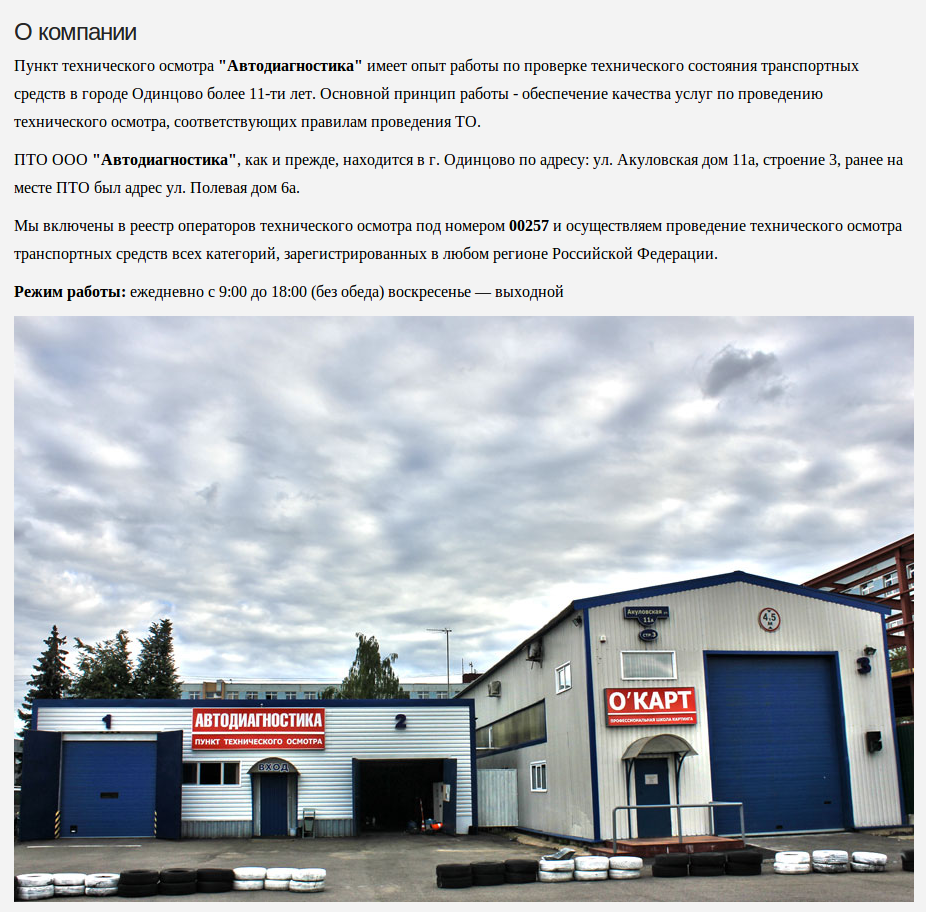 О компании
Пункт технического осмотра "Автодиагностика" имеет опыт работы по проверке технического состояния транспортных
средств в городе Одинцово более 11-ти лет. Основной принцип работы - обеспечение качества услуг по проведению
технического осмотра, соответствующих правилам проведения ТО.
ПТО ООО "Автодиагностика", как и прежде, находится в г. Одинцово по адресу: ул. Акуловская дом 11а, строение 3, ранее на
месте ПТО был адрес ул. Полевая дом 6а.
Мы включены в реестр операторов технического осмотра под номером 00257 и осуществляем проведение технического осмотра
транспортных средств всех категорий, зарегистрированных в любом регионе Российской Федерации.
Режим работы: ежедневно с 9:00 до 18:00 (без обеда) воскресенье — выходной
Акуловская ул.
11А
стр.3
4,5
м
3
О'КАРТ
ПРОФЕССИОНАЛЬНАЯ ШКОЛА КАРТИНГА
1
АВТОДИАГНОСТИКА
ПУНКТ ТЕХНИЧЕСКОГО ОСМОТРА
2
ВХОД